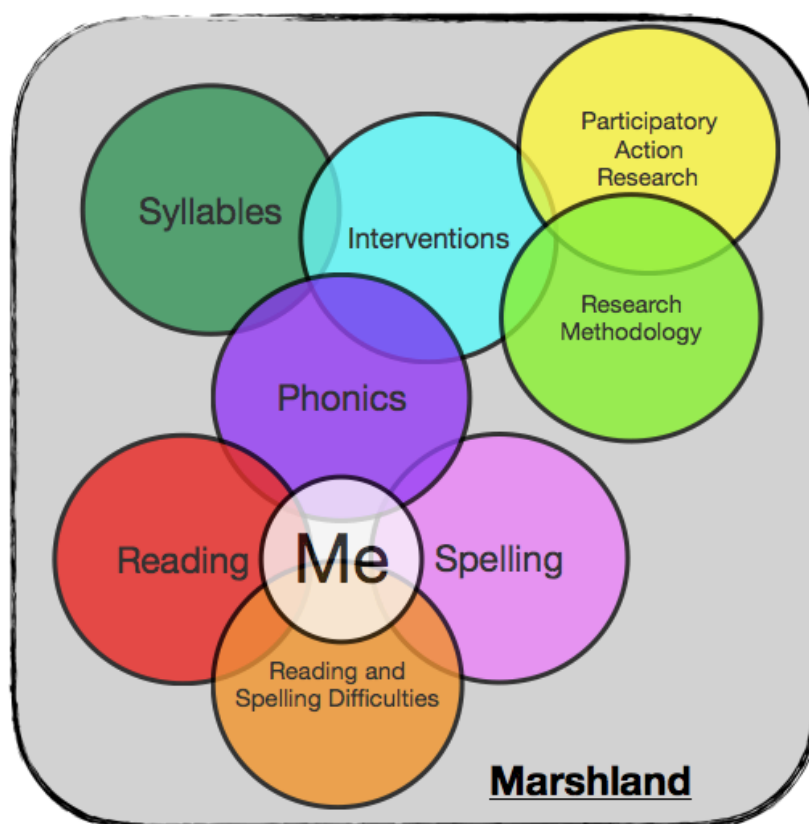 Participatory
Action
Research
Syllables
Interventions
Research
Methodology
Phonics
Reading
Me
Spelling
Reading and
Spelling Difficulties
Marshland